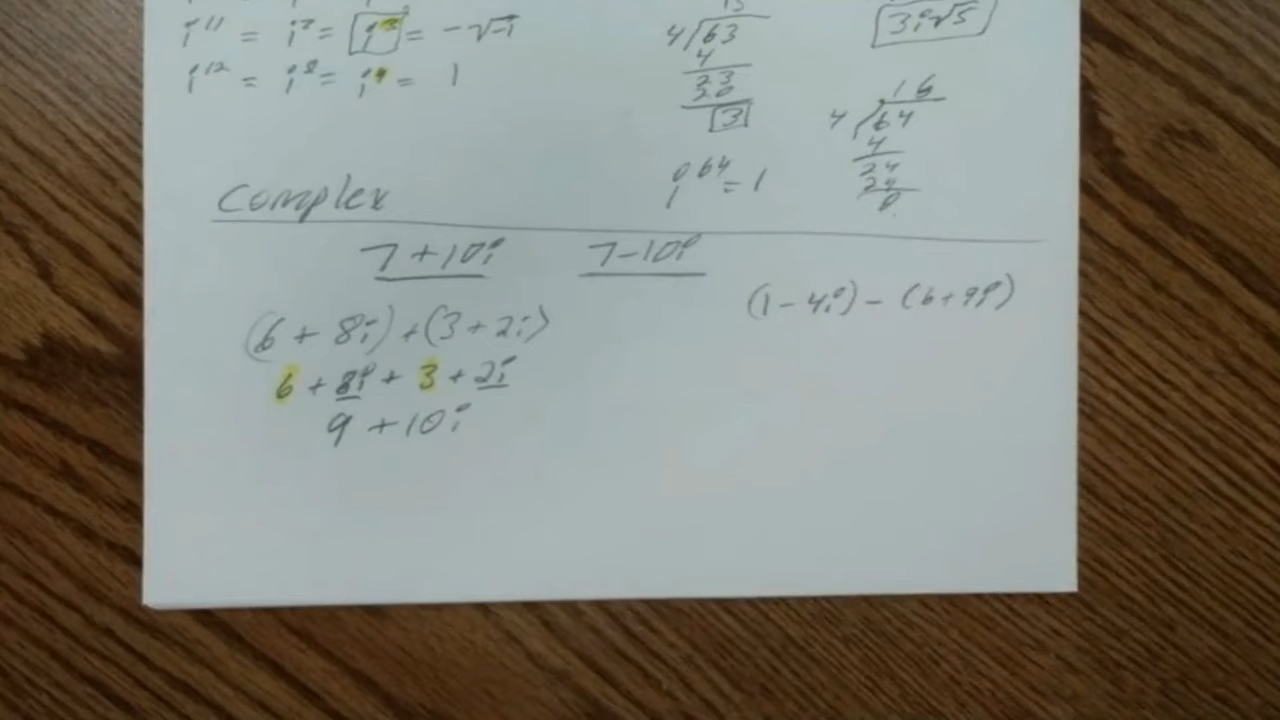 i¹¹ = i⁷ = i³ = -√-1
i¹² = i⁸ = i⁴ = 1
15
4/63
4
23
20
3
3i√5
16
4/64
4
24
24
0
i⁶⁴ = 1
Complex
7+10i 7-10i
(6 + 8i) + (3 + 2i)
6 + 8i + 3 + 2i
9 + 10i
(1 - 4i) - (6 + 9i)